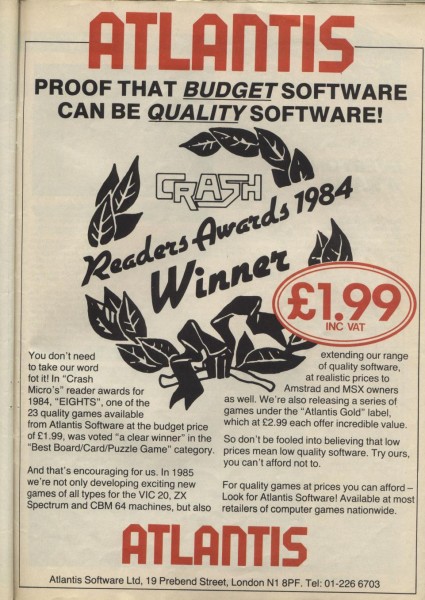 ATLANTIS
PROOF THAT BUDGET SOFTWARE
CAN BE QUALITY SOFTWARE!
CRASH
Readers Awards 1984
Winner
£1.99
INC VAT
You don't need
to take our word
fot it! In "Crash
Micro's" reader awards for
1984, "EIGHTS", one of the
23 quality games available
from Atlantis Software at the budget price
of £1.99, was voted "a clear winner" in the
"Best Board/Card/Puzzle Game" category.
And that's encouraging for us. In 1985
we're not only developing exciting new
games of all types for the VIC 20, ZX
Spectrum and CBM 64 machines, but also
extending our range
of quality software,
at realistic prices to
Amstrad and MSX owners
as well. We're also releasing a series of
games under the "Atlantis Gold" label,
which at £2.99 each offer incredible value.
So don't be fooled into believing that low
prices mean low quality software. Try ours,
you can't afford not to.
For quality games at prices you can afford –
Look for Atlantis Software! Available at most
retailers of computer games nationwide.
ATLANTIS
Atlantis Software Ltd, 19 Prebend Street, London N1 8PF. Tel: 01-226 6703